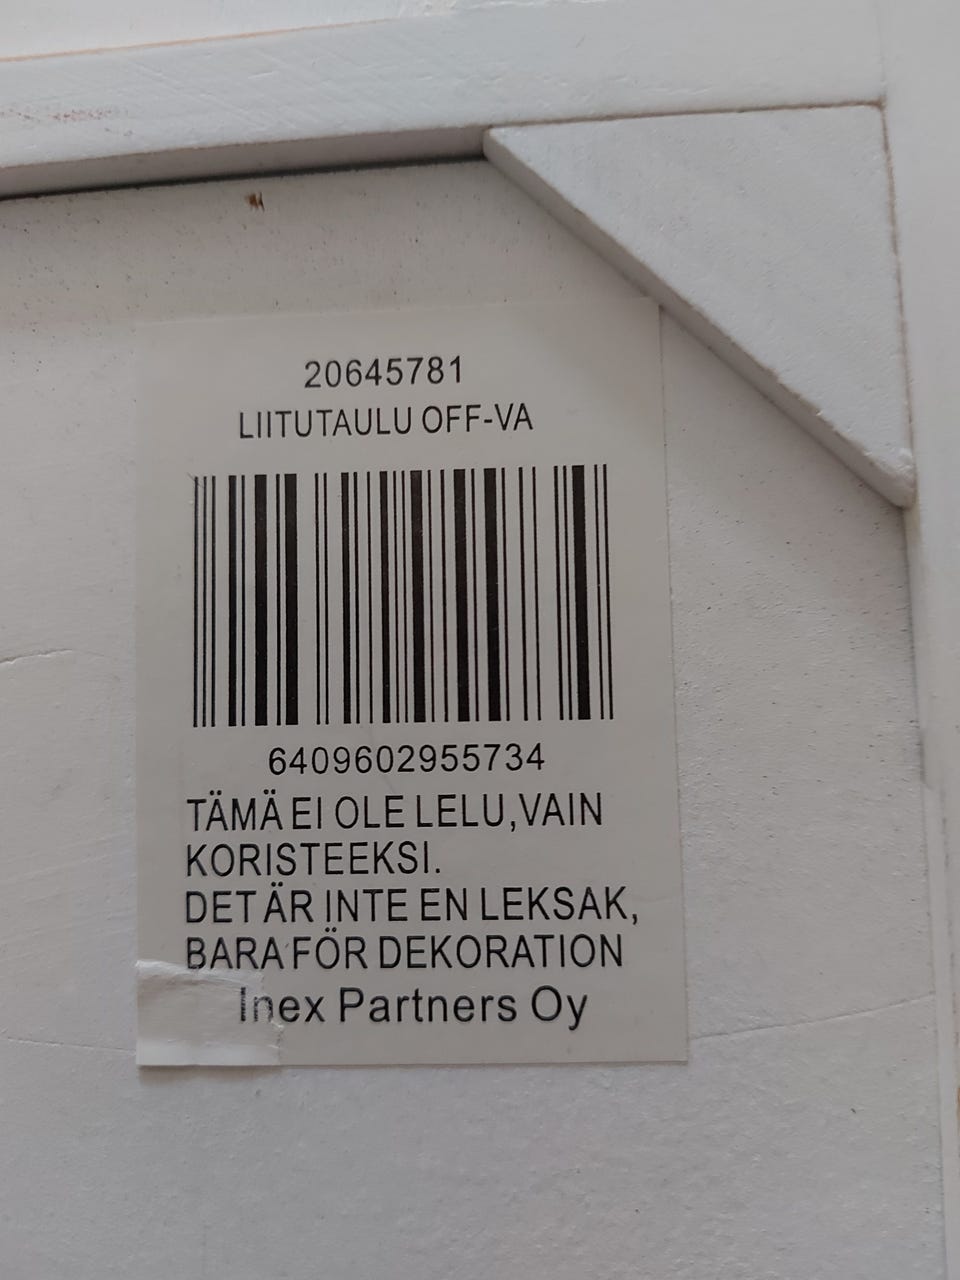 20645781
LIITUTAULU OFF-VA
6409602955734
TÄMÄ EI OLE LELU,VAIN
KORISTEEKSI.
DET ÄR INTE EN LEKSAK,
BARA FÖR DEKORATION
Inex Partners Oy